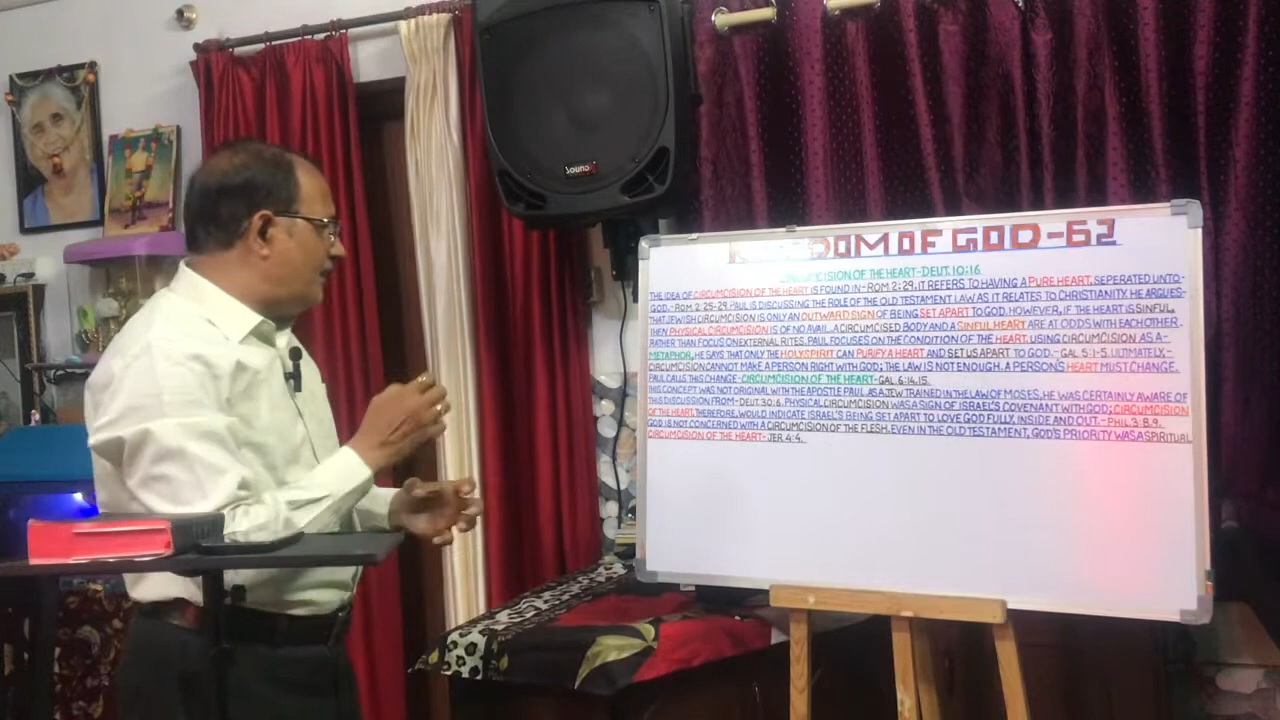 Sound
KINGDOM OF GOD-62
CIRCUMCISION OF THE HEART-DEUT. 10:16
THE IDEA OF CIRCUMCISION OF THE HEART IS FOUND IN-ROM 2:29. IT REFERS TO HAVING A PURE HEART, SEPERATED UNTO-
GOD,-ROM 2:25-29. PAUL IS DISCUSSING THE ROLE OF THE OLD TESTAMENT LAW AS IT RELATES TO CHRISTIANITY. HE ARGUES-
THAT JEWISH CIRCUMCISION IS ONLY AN OUTWARD SIGN OF BEING SET APART TO GOD. HOWEVER, IF THE HEART IS SINFUL,
THEN PHYSICAL CIRCUMCISION IS OF NO AVAIL. A CIRCUMCISED BODY AND A SINFUL HEART ARE AT ODDS WITH EACH OTHER.
RATHER THAN FOCUS ON EXTERNAL RITES, PAUL FOCUSES ON THE CONDITION OF THE HEART. USING CIRCUMCISION AS A-
METAPHOR, HE SAYS THAT ONLY THE HOLY SPIRIT CAN PURIFY A HEART AND SET US APART TO GOD.-GAL 5:1-5. ULTIMATELY,-
CIRCUMCISION CANNOT MAKE A PERSON RIGHT WITH GOD; THE LAW IS NOT ENOUGH. A PERSON'S HEART MUST CHANGE.
PAUL CALLS THIS CHANGE-CIRCUMCISION OF THE HEART-GAL.6:14,15.
THIS CONCEPT WAS NOT ORIGINAL WITH THE APOSTLE PAUL. AS A JEW TRAINED IN THE LAW OF MOSES, HE WAS CERTAINLY AWARE OF
THIS DISCUSSION FROM-DEUT.30:6. PHYSICAL CIRCUMCISION WAS A SIGN OF ISRAEL'S COVENANT WITH GOD; CIRCUMCISION
OF THE HEART, THEREFORE, WOULD INDICATE ISRAEL'S BEING SET APART TO LOVE GOD FULLY, INSIDE AND OUT.-PHIL.3:8,9.
GOD IS NOT CONCERNED WITH A CIRCUMCISION OF THE FLESH. EVEN IN THE OLD TESTAMENT, GOD'S PRIORITY WAS A SPIRITUAL
CIRCUMCISION OF THE HEART-JER.4:4.